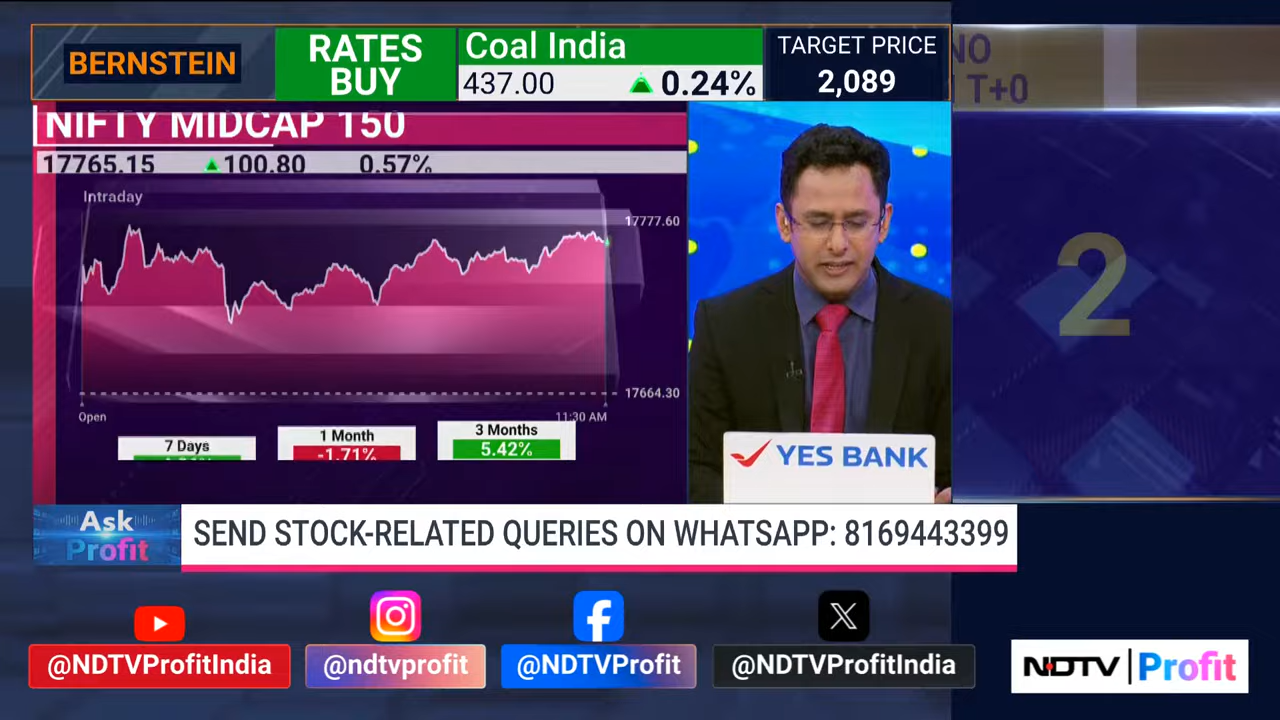 BERNSTEIN
RATES
BUY
Coal India
437.00
0.24%
TARGET PRICE
2,089
NO
T+0
NIFTY MIDCAP 150
17765.15 100.80 0.57%
Intraday
17777.60
17664.30
Open
11:30 AM
7 Days
1 Month
-1.71%
3 Months
5.42%
2
YES BANK
Ask
Profit
SEND STOCK-RELATED QUERIES ON WHATSAPP: 8169443399
@NDTVProfitIndia
@ndtvprofit
@NDTVProfit
@NDTVProfitIndia
NDTV Profit